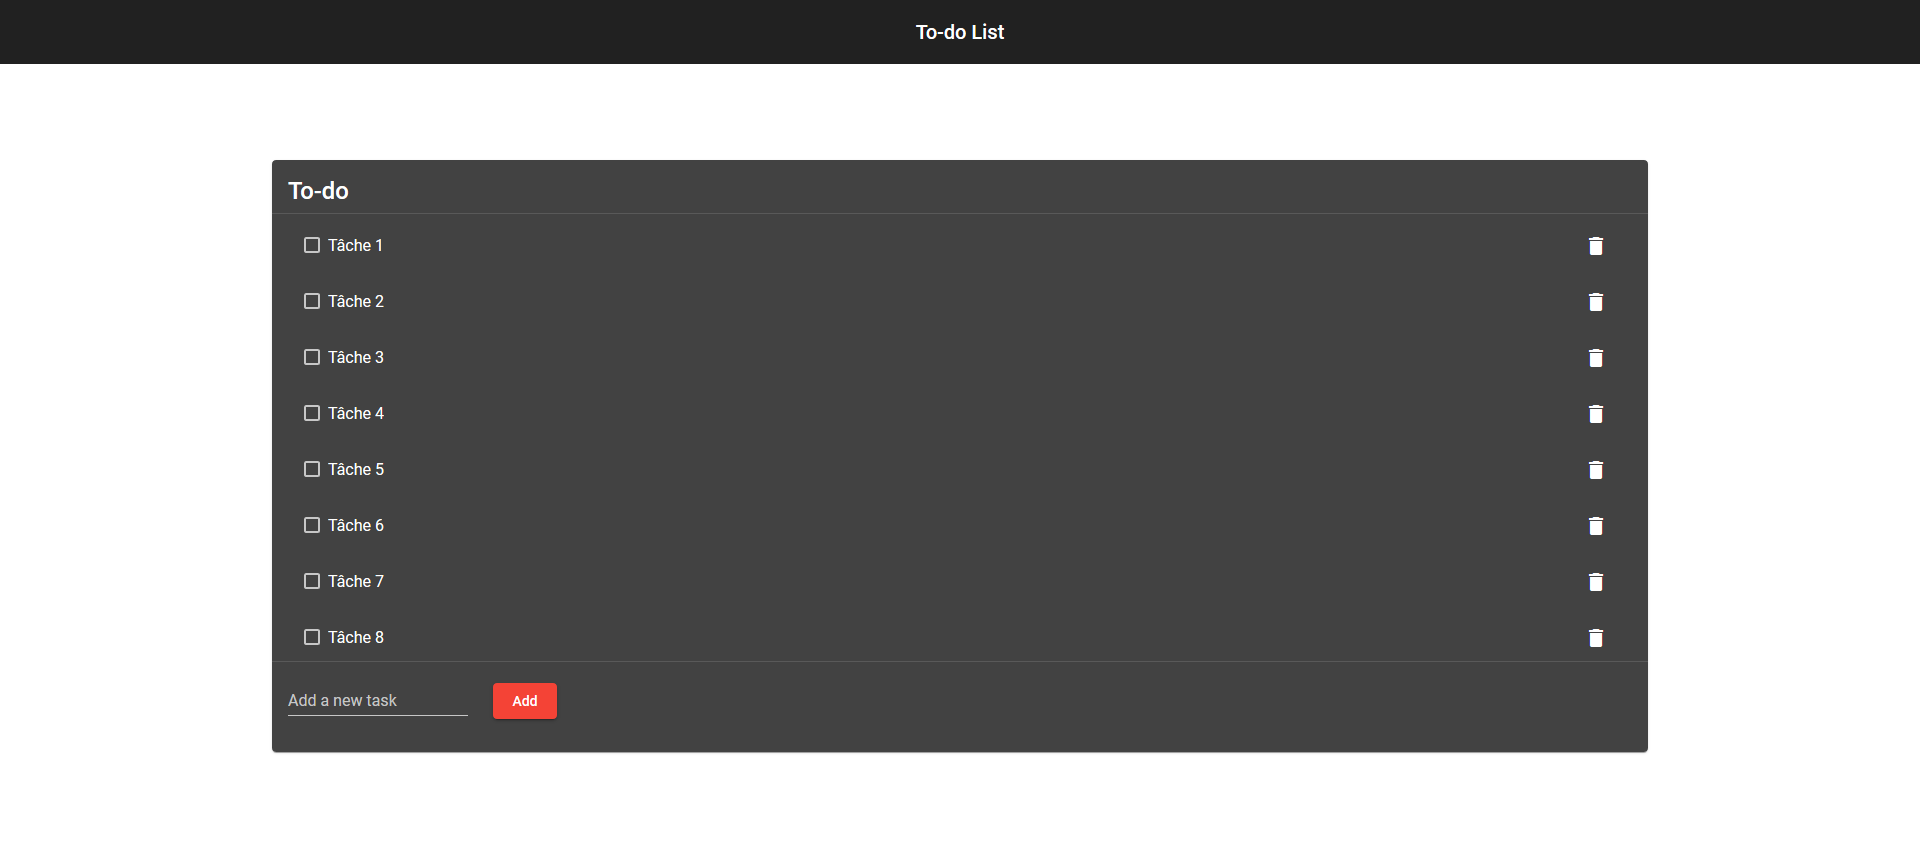 To-do List
To-do
Tâche 1
Tâche 2
Tâche 3
Tâche 4
Tâche 5
Tâche 6
Tâche 7
Tâche 8
Add a new task
Add